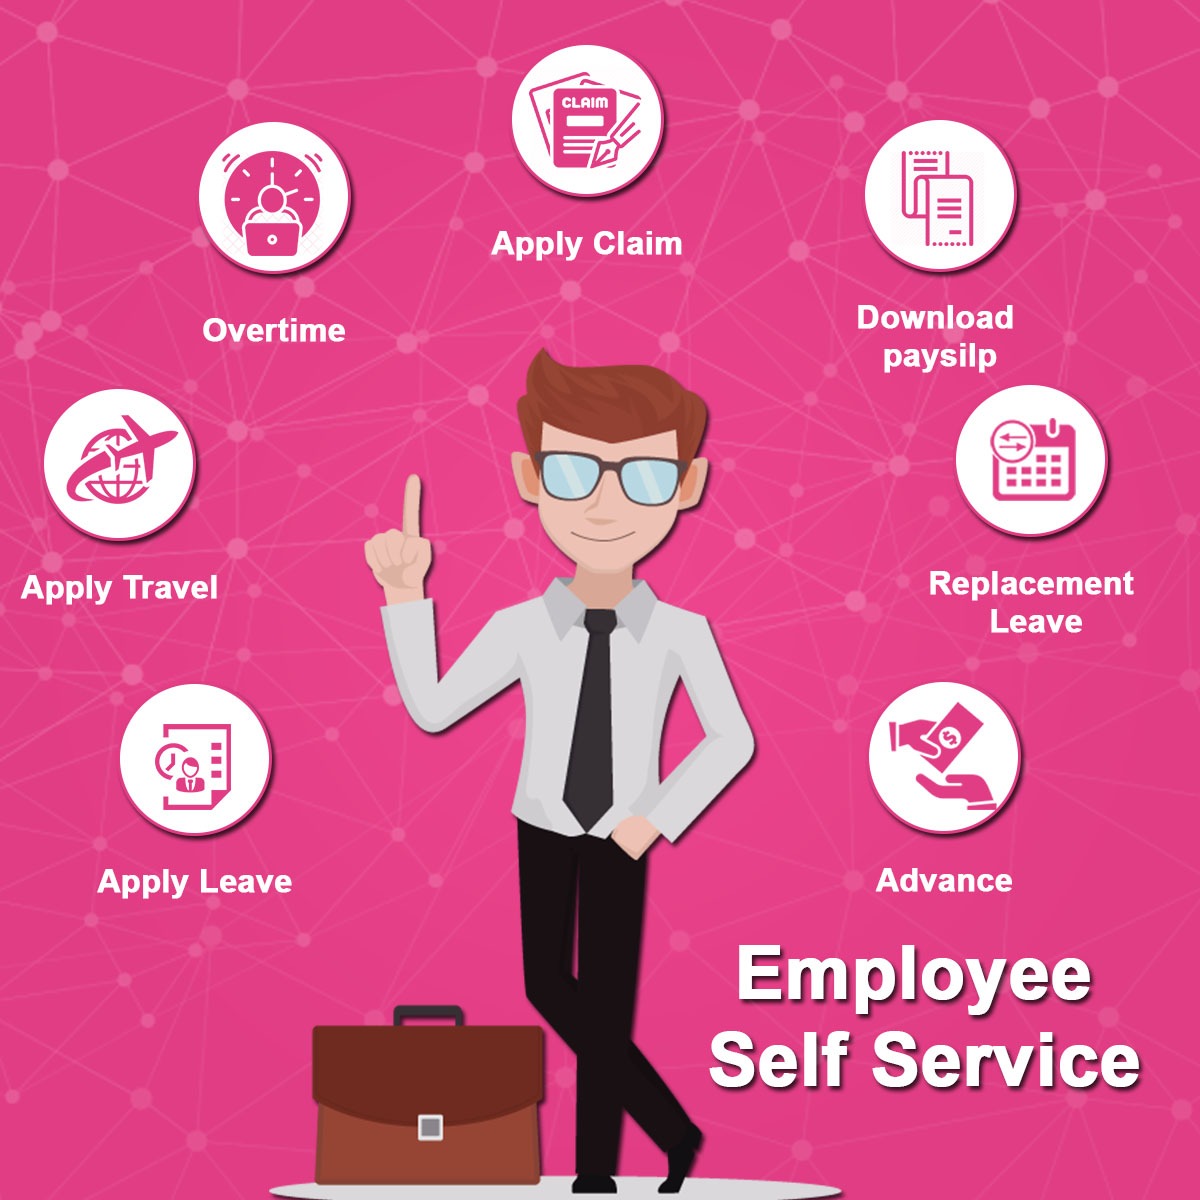 CLAIM
Apply Claim
Overtime
Download
paysilp
Apply Travel
Replacement
Leave
Apply Leave
Advance
$
Employee
Self Service